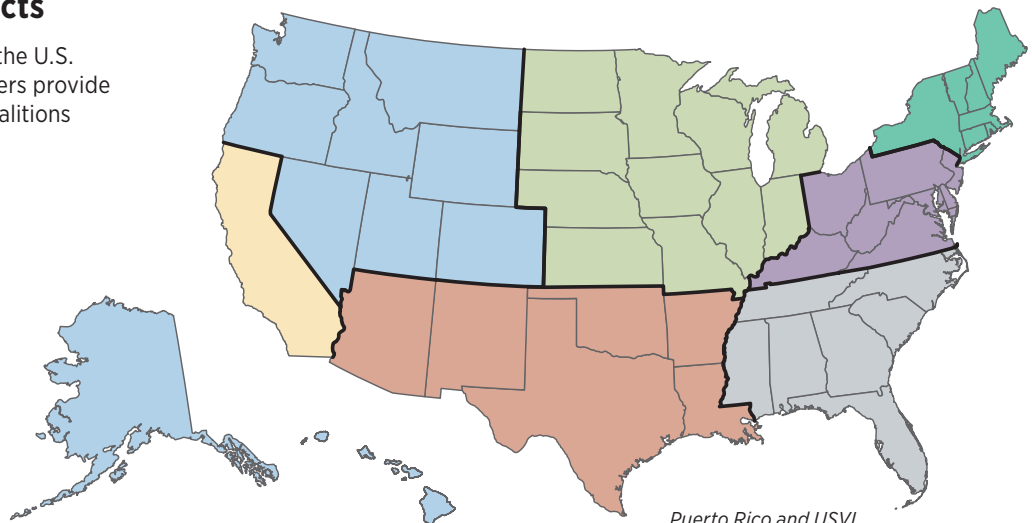 cts
the U.S.
ers provide
alitions
Puerto Rico and USVI